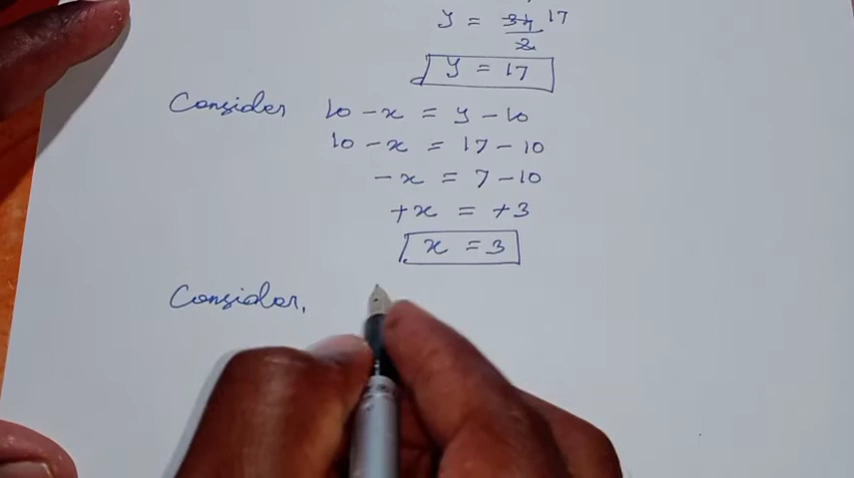 y = 34/2 17
y = 17
Consider 10 - x = y - 10
10 - x = 17 - 10
- x = 7 - 10
+x = +3
x = 3
Consider,